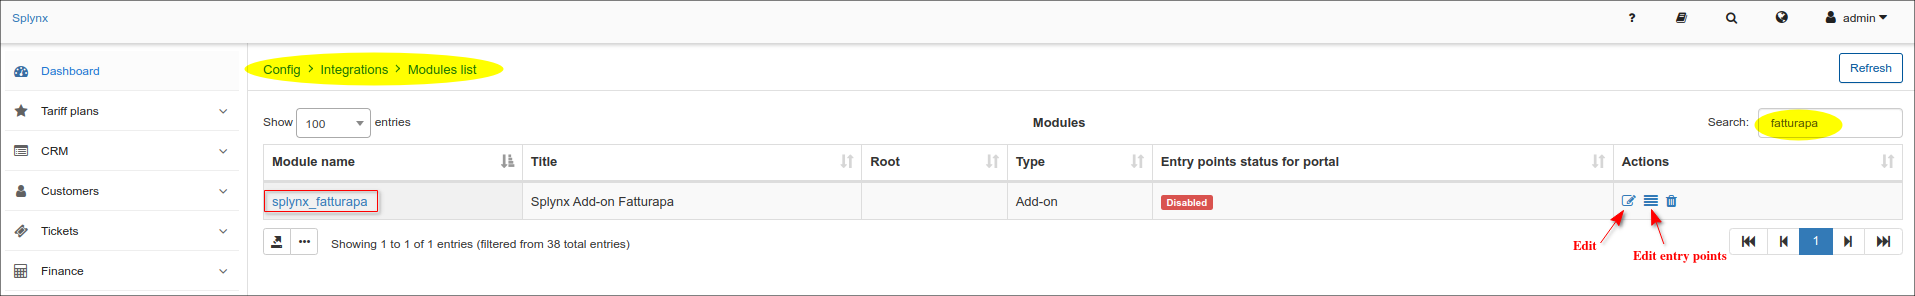 Splynx
? admin
Dashboard
Tariff plans
CRM
Customers
Tickets
Finance
Config > Integrations > Modules list
Refresh
Show 100 entries
Modules
Search: fatturapa
Module name Title Root Type Entry points status for portal Actions
splynx_fatturapa Splynx Add-on Fatturapa Add-on Disabled
... Showing 1 to 1 of 1 entries (filtered from 38 total entries)
Edit
Edit entry points
1